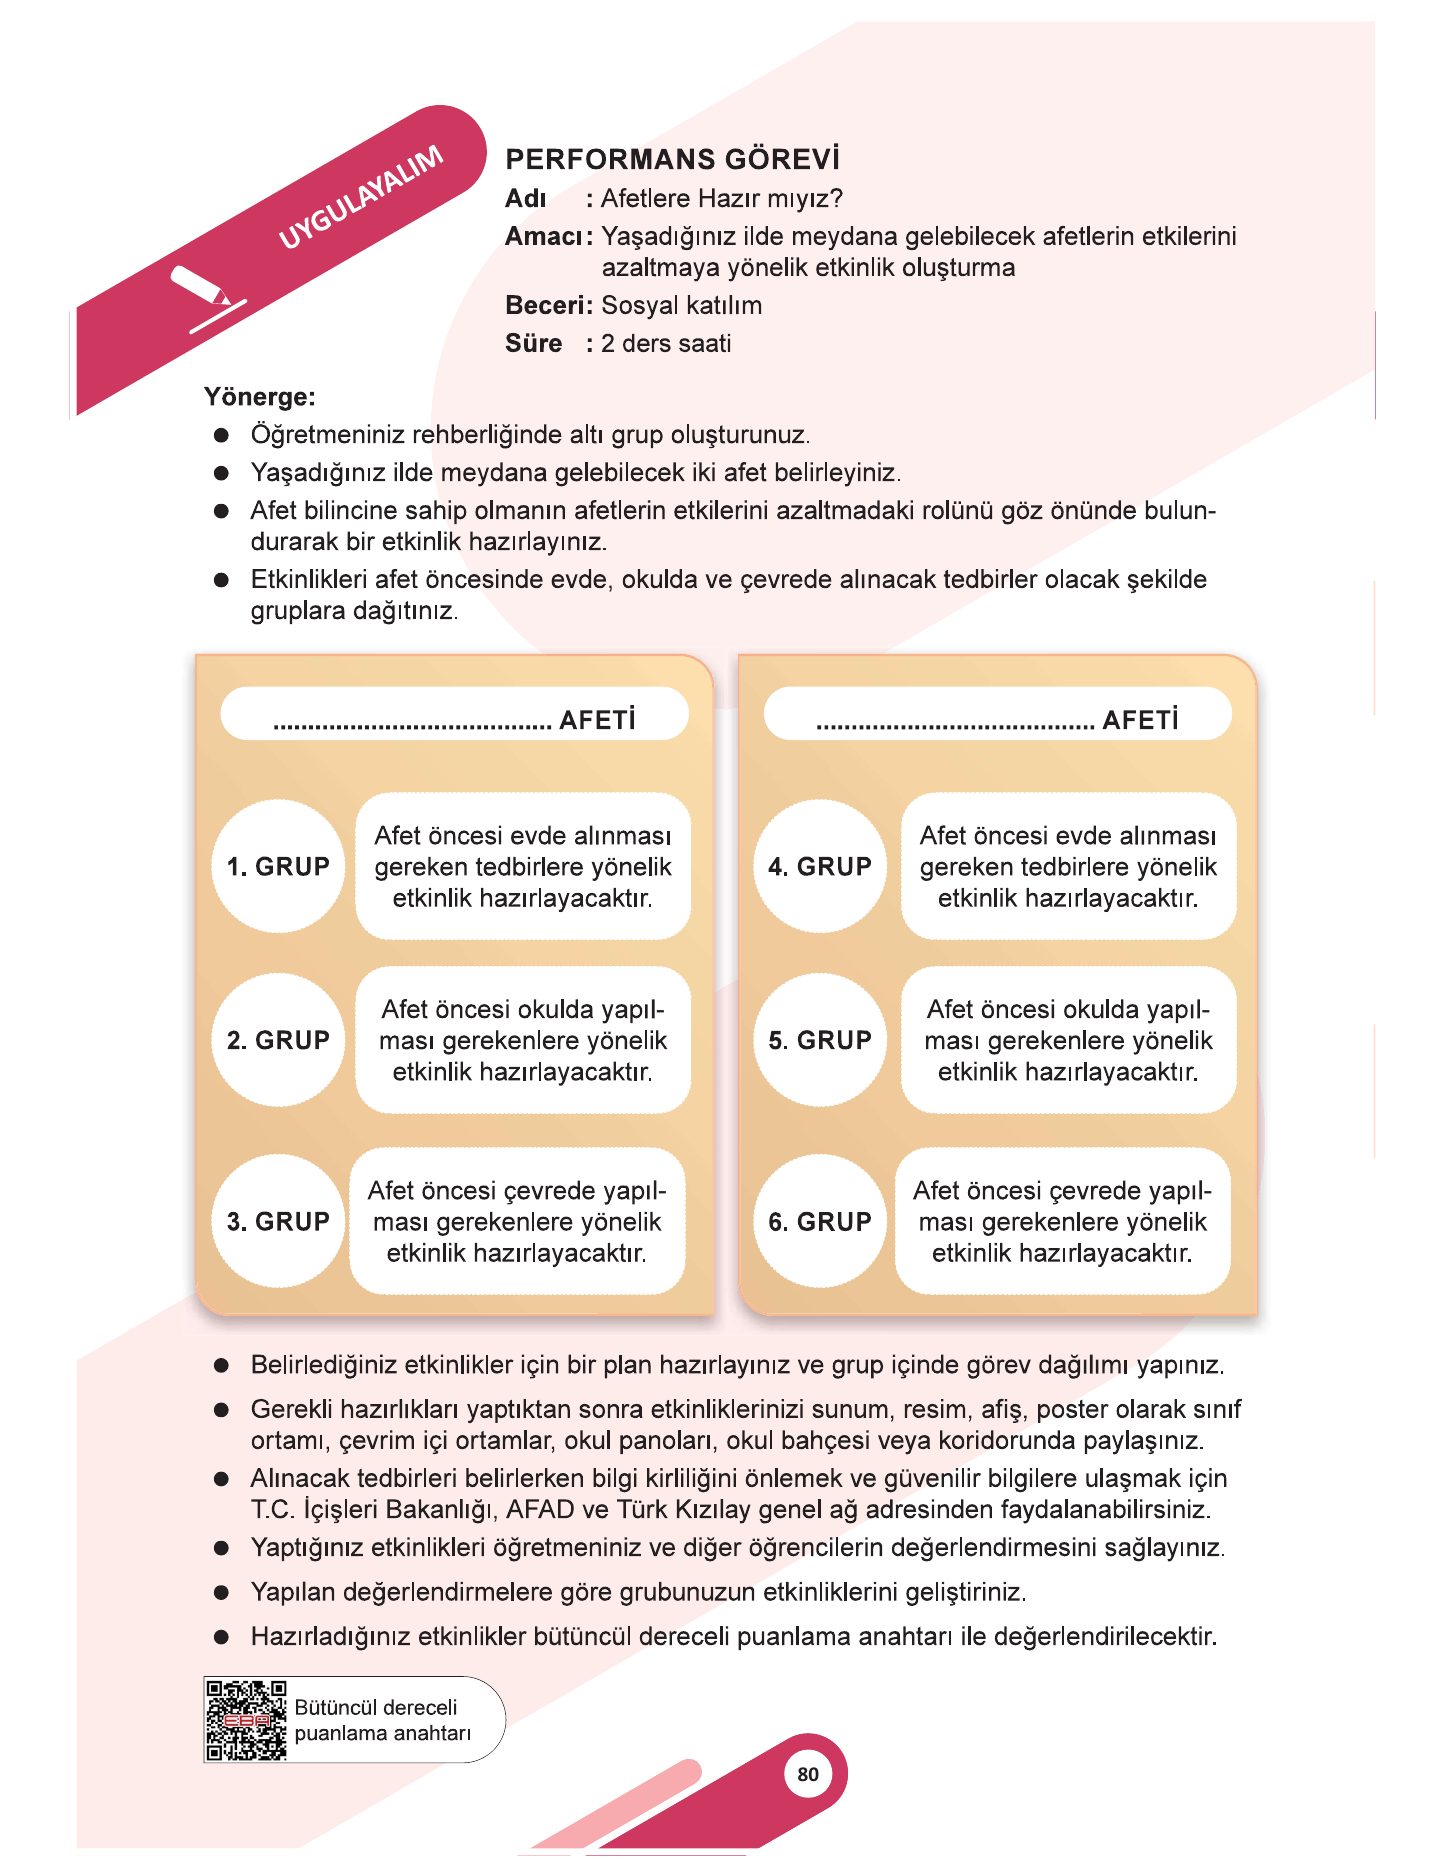 UYGULAYALIM
PERFORMANS GÖREVİ
Adı : Afetlere Hazır mıyız?
Amacı: Yaşadığınız ilde meydana gelebilecek afetlerin etkilerini
azaltmaya yönelik etkinlik oluşturma
Beceri: Sosyal katılım
Süre : 2 ders saati
Yönerge:
● Öğretmeniniz rehberliğinde altı grup oluşturunuz.
● Yaşadığınız ilde meydana gelebilecek iki afet belirleyiniz.
● Afet bilincine sahip olmanın afetlerin etkilerini azaltmadaki rolünü göz önünde bulun-
durarak bir etkinlik hazırlayınız.
● Etkinlikleri afet öncesinde evde, okulda ve çevrede alınacak tedbirler olacak şekilde
gruplara dağıtınız.
........................................ AFETİ
1. GRUP
Afet öncesi evde alınması
gereken tedbirlere yönelik
etkinlik hazırlayacaktır.
2. GRUP
Afet öncesi okulda yapıl-
ması gerekenlere yönelik
etkinlik hazırlayacaktır.
3. GRUP
Afet öncesi çevrede yapıl-
ması gerekenlere yönelik
etkinlik hazırlayacaktır.
........................................ AFETİ
4. GRUP
Afet öncesi evde alınması
gereken tedbirlere yönelik
etkinlik hazırlayacaktır.
5. GRUP
Afet öncesi okulda yapıl-
ması gerekenlere yönelik
etkinlik hazırlayacaktır.
6. GRUP
Afet öncesi çevrede yapıl-
ması gerekenlere yönelik
etkinlik hazırlayacaktır.
● Belirlediğiniz etkinlikler için bir plan hazırlayınız ve grup içinde görev dağılımı yapınız.
● Gerekli hazırlıkları yaptıktan sonra etkinliklerinizi sunum, resim, afiş, poster olarak sınıf
ortamı, çevrim içi ortamlar, okul panoları, okul bahçesi veya koridorunda paylaşınız.
● Alınacak tedbirleri belirlerken bilgi kirliliğini önlemek ve güvenilir bilgilere ulaşmak için
T.C. İçişleri Bakanlığı, AFAD ve Türk Kızılay genel ağ adresinden faydalanabilirsiniz.
● Yaptığınız etkinlikleri öğretmeniniz ve diğer öğrencilerin değerlendirmesini sağlayınız.
● Yapılan değerlendirmelere göre grubunuzun etkinliklerini geliştiriniz.
● Hazırladığınız etkinlikler bütüncül dereceli puanlama anahtarı ile değerlendirilecektir.
EBA
Bütüncül dereceli
puanlama anahtarı
80